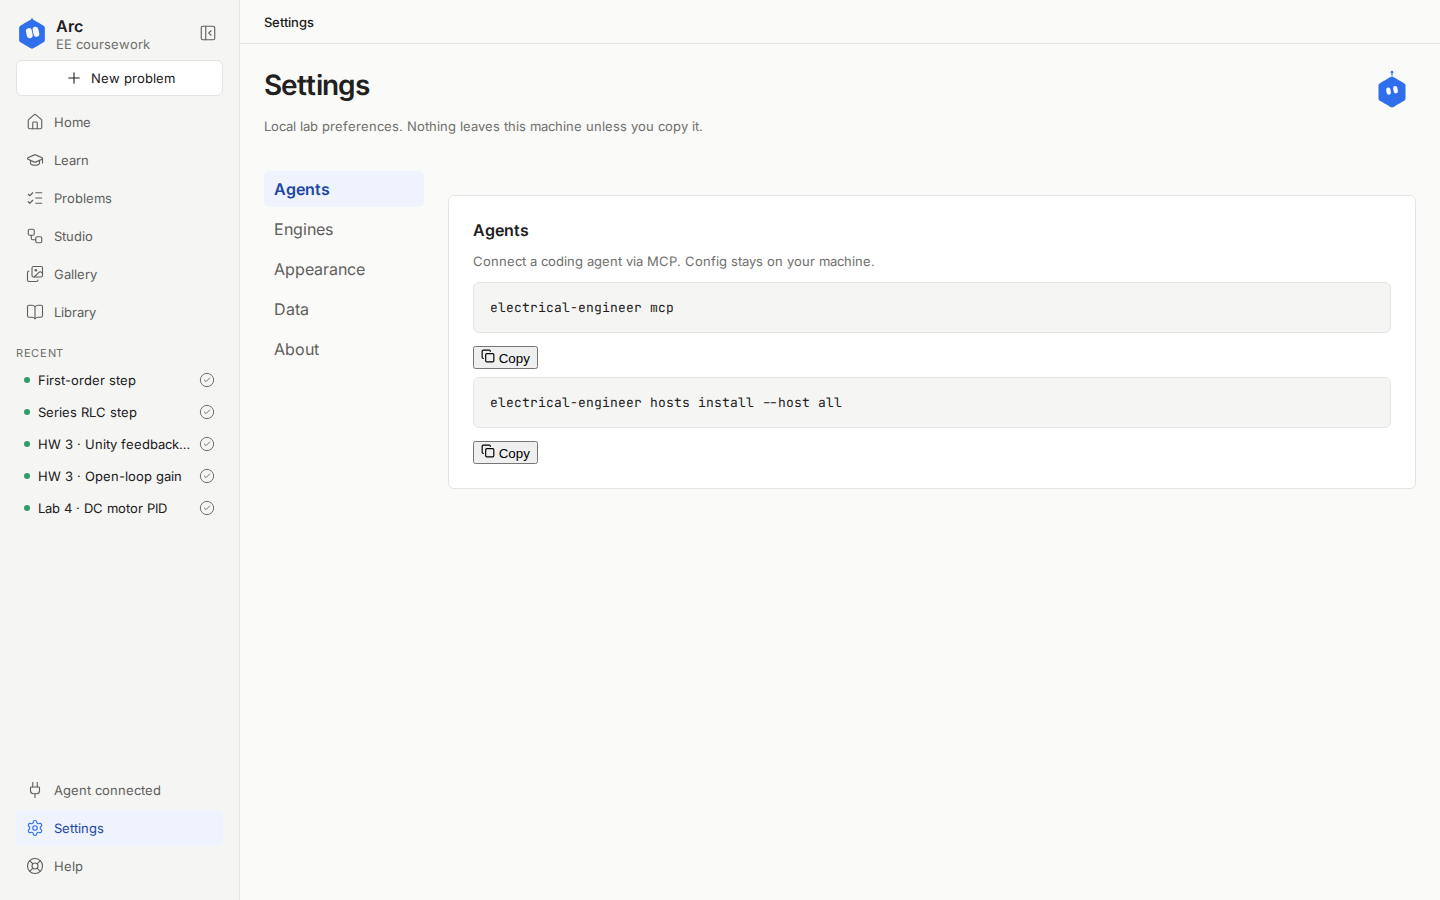 Arc
EE coursework
New problem
Home
Learn
Problems
Studio
Gallery
Library
RECENT
First-order step
Series RLC step
HW 3 · Unity feedback...
HW 3 · Open-loop gain
Lab 4 · DC motor PID
Agent connected
Settings
Help
Settings
Settings
Local lab preferences. Nothing leaves this machine unless you copy it.
Agents
Engines
Appearance
Data
About
Agents
Connect a coding agent via MCP. Config stays on your machine.
electrical-engineer mcp
Copy
electrical-engineer hosts install --host all
Copy